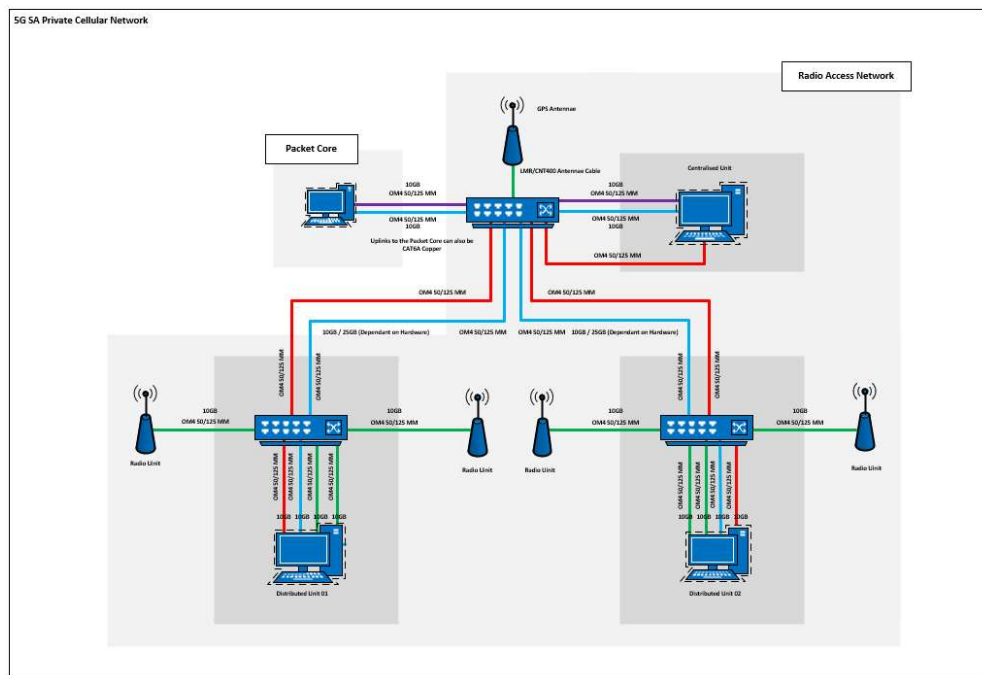 5G SA Private Cellular Network
Radio Access Network
GPS Antennae
Packet Core
LMR/CNT400 Antennae Cable
Centralised Unit
10GB
OM4 50/125 MM
OM4 50/125 MM
10GB
10GB
OM4 50/125 MM
OM4 50/125 MM
10GB
Uplinks to the Packet Core can also be
CAT6A Copper
OM4 50/125 MM
OM4 50/125 MM
OM4 50/125 MM
10GB / 25GB (Dependant on Hardware)
OM4 50/125 MM
OM4 50/125 MM
10GB / 25GB (Dependant on Hardware)
OM4 50/125 MM
OM4 50/125 MM
OM4 50/125 MM
OM4 50/125 MM
10GB
OM4 50/125 MM
10GB
OM4 50/125 MM
10GB
OM4 50/125 MM
10GB
OM4 50/125 MM
Radio Unit
Radio Unit
Radio Unit
Radio Unit
OM4 50/125 MM
OM4 50/125 MM
OM4 50/125 MM
OM4 50/125 MM
OM4 50/125 MM
OM4 50/125 MM
OM4 50/125 MM
OM4 50/125 MM
10GB
10GB
10GB
10GB
10GB
10GB
10GB
10GB
Distributed Unit 01
Distributed Unit 02